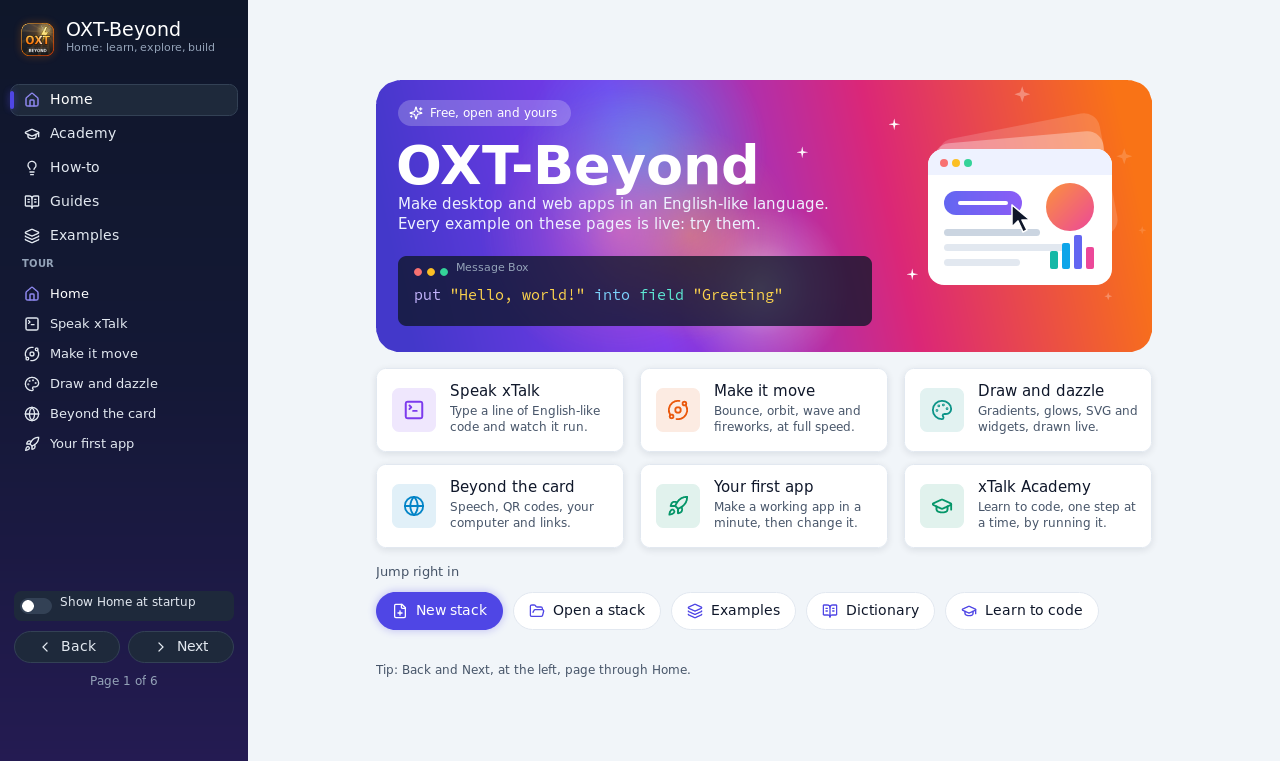 OXT
BEYOND
OXT-Beyond
Home: learn, explore, build
Home
Academy
How-to
Guides
Examples
TOUR
Home
Speak xTalk
Make it move
Draw and dazzle
Beyond the card
Your first app
Show Home at startup
Back
Next
Page 1 of 6
Free, open and yours
OXT-Beyond
Make desktop and web apps in an English-like language.
Every example on these pages is live: try them.
Message Box
put "Hello, world!" into field "Greeting"
Speak xTalk
Type a line of English-like
code and watch it run.
Make it move
Bounce, orbit, wave and
fireworks, at full speed.
Draw and dazzle
Gradients, glows, SVG and
widgets, drawn live.
Beyond the card
Speech, QR codes, your
computer and links.
Your first app
Make a working app in a
minute, then change it.
xTalk Academy
Learn to code, one step at
a time, by running it.
Jump right in
New stack
Open a stack
Examples
Dictionary
Learn to code
Tip: Back and Next, at the left, page through Home.